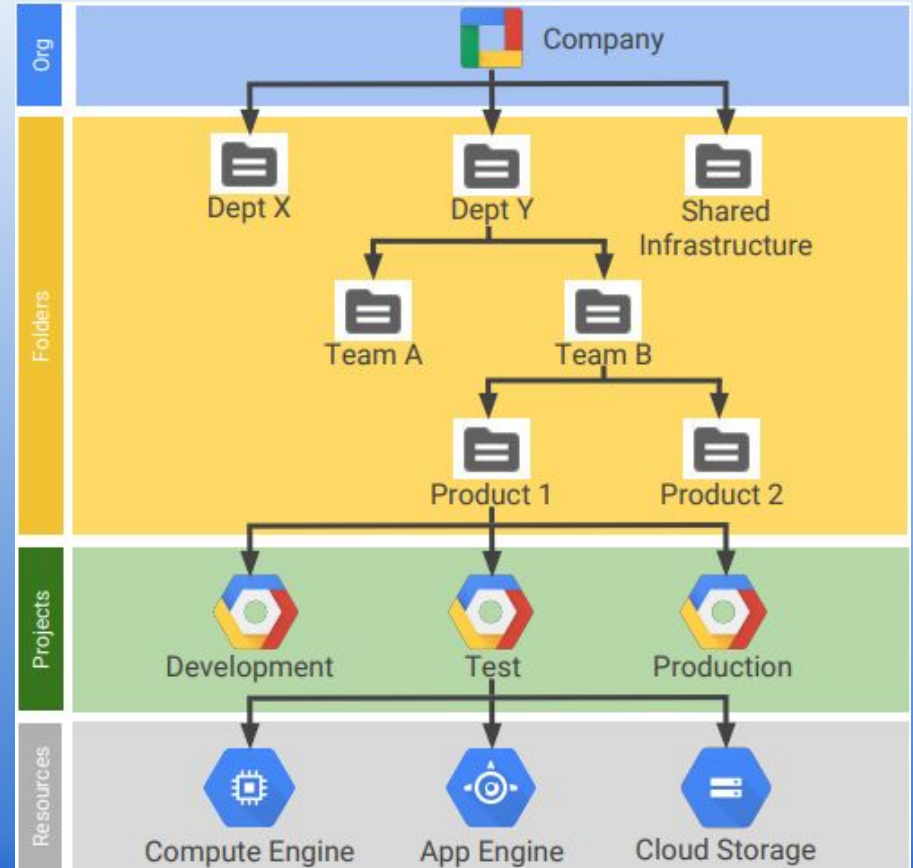 Org
Company
Folders
Dept X
Dept Y
Shared
Infrastructure
Team A
Team B
Product 1
Product 2
Projects
Development
Test
Production
Resources
Compute Engine
App Engine
Cloud Storage